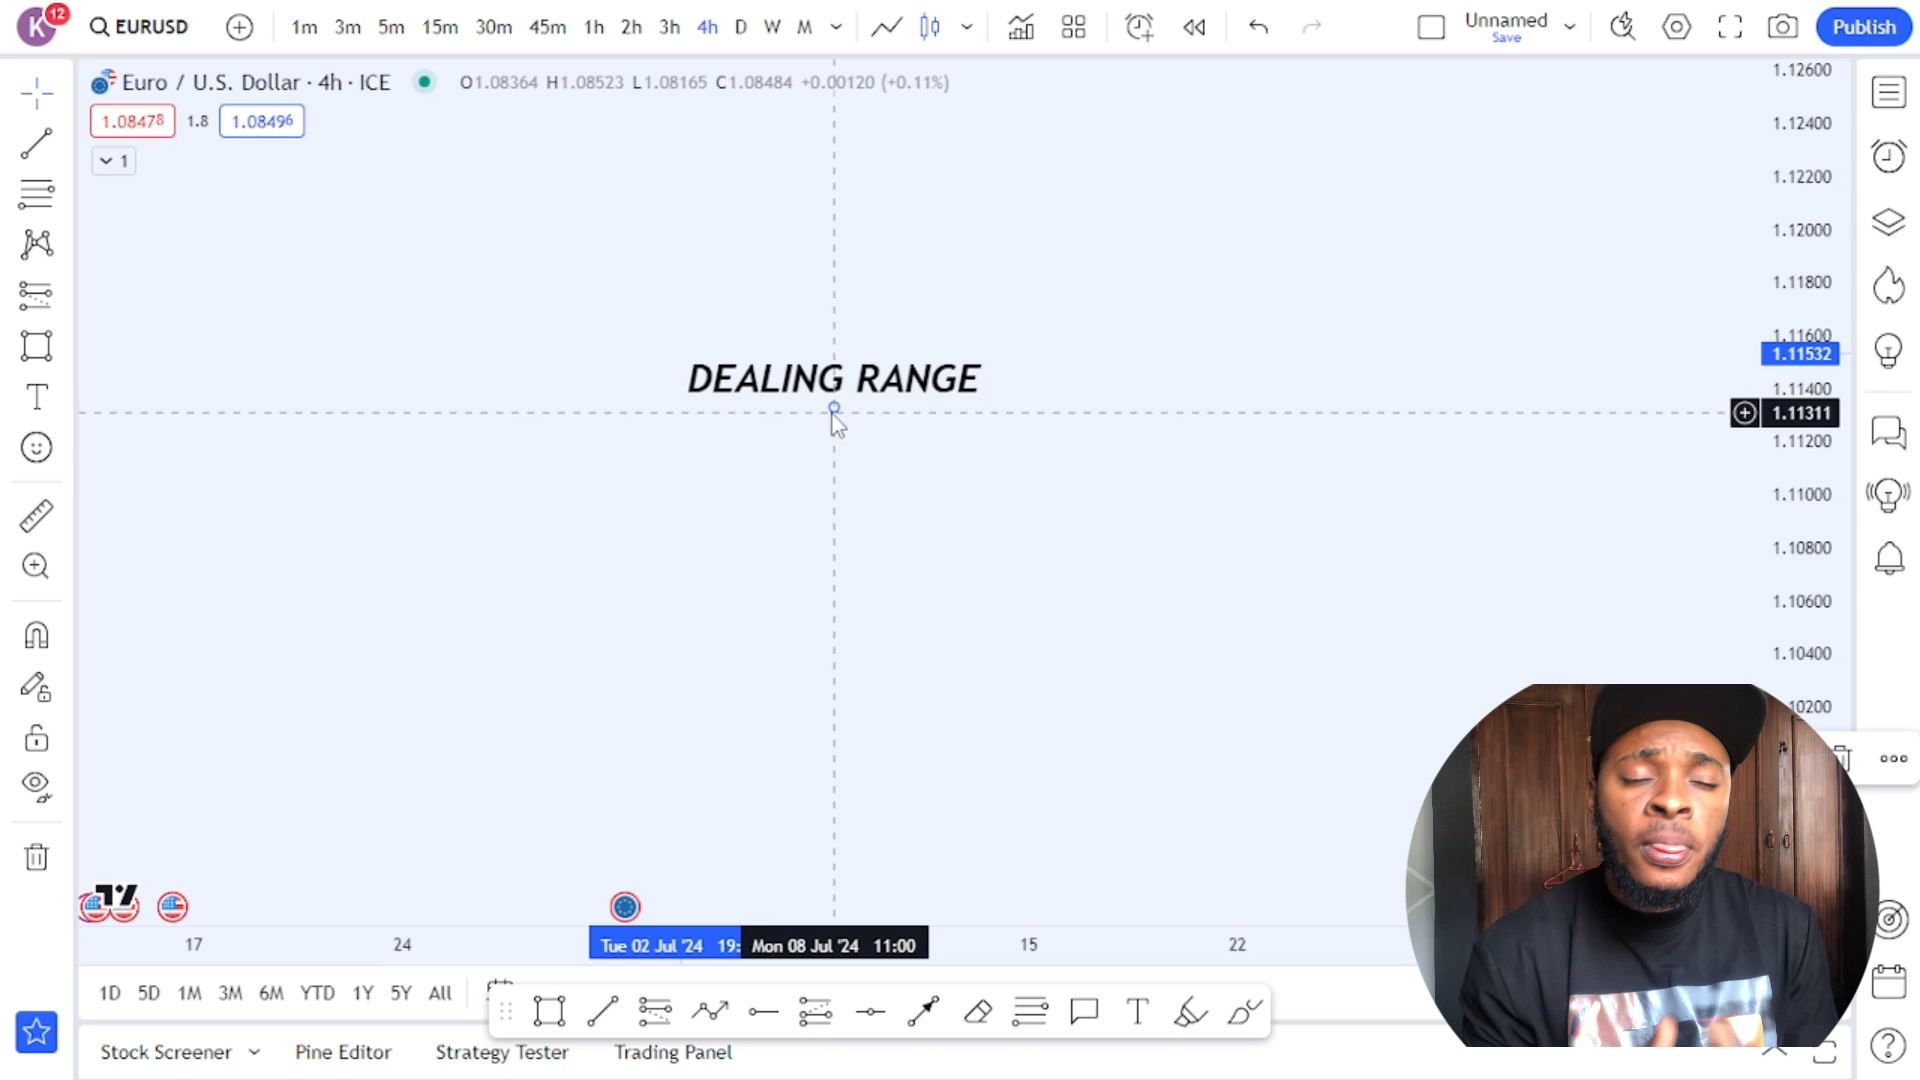 K 12 EURUSD 1m 3m 5m 15m 30m 45m 1h 2h 3h 4h D W M Unnamed Save Publish
Euro / U.S. Dollar · 4h · ICE O1.08364 H1.08523 L1.08165 C1.08484 +0.00120 (+0.11%)
1.08478 1.8 1.08496
1
1.12600
1.12400
1.12200
1.12000
1.11800
1.11600
1.11532
DEALING RANGE
1.11400
1.11311
1.11200
1.11000
1.10800
1.10600
1.10400
10200
17 24 Tue 02 Jul '24 19: Mon 08 Jul '24 11:00 15 22
1D 5D 1M 3M 6M YTD 1Y 5Y All
Stock Screener Pine Editor Strategy Tester Trading Panel